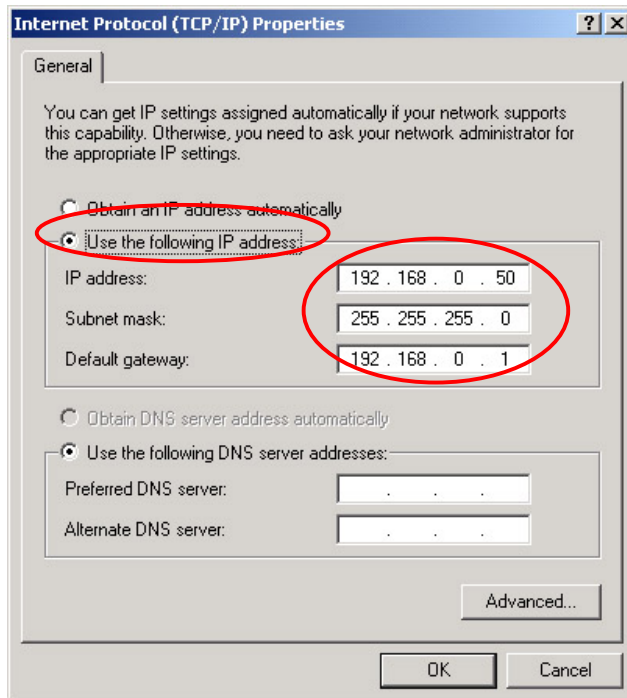 Internet Protocol (TCP/IP) Properties
General
You can get IP settings assigned automatically if your network supports
this capability. Otherwise, you need to ask your network administrator for
the appropriate IP settings.
Obtain an IP address automatically
Use the following IP address:
IP address: 192 . 168 . 0 . 50
Subnet mask: 255 . 255 . 255 . 0
Default gateway: 192 . 168 . 0 . 1
Obtain DNS server address automatically
Use the following DNS server addresses:
Preferred DNS server: . . .
Alternate DNS server: . . .
Advanced...
OK Cancel